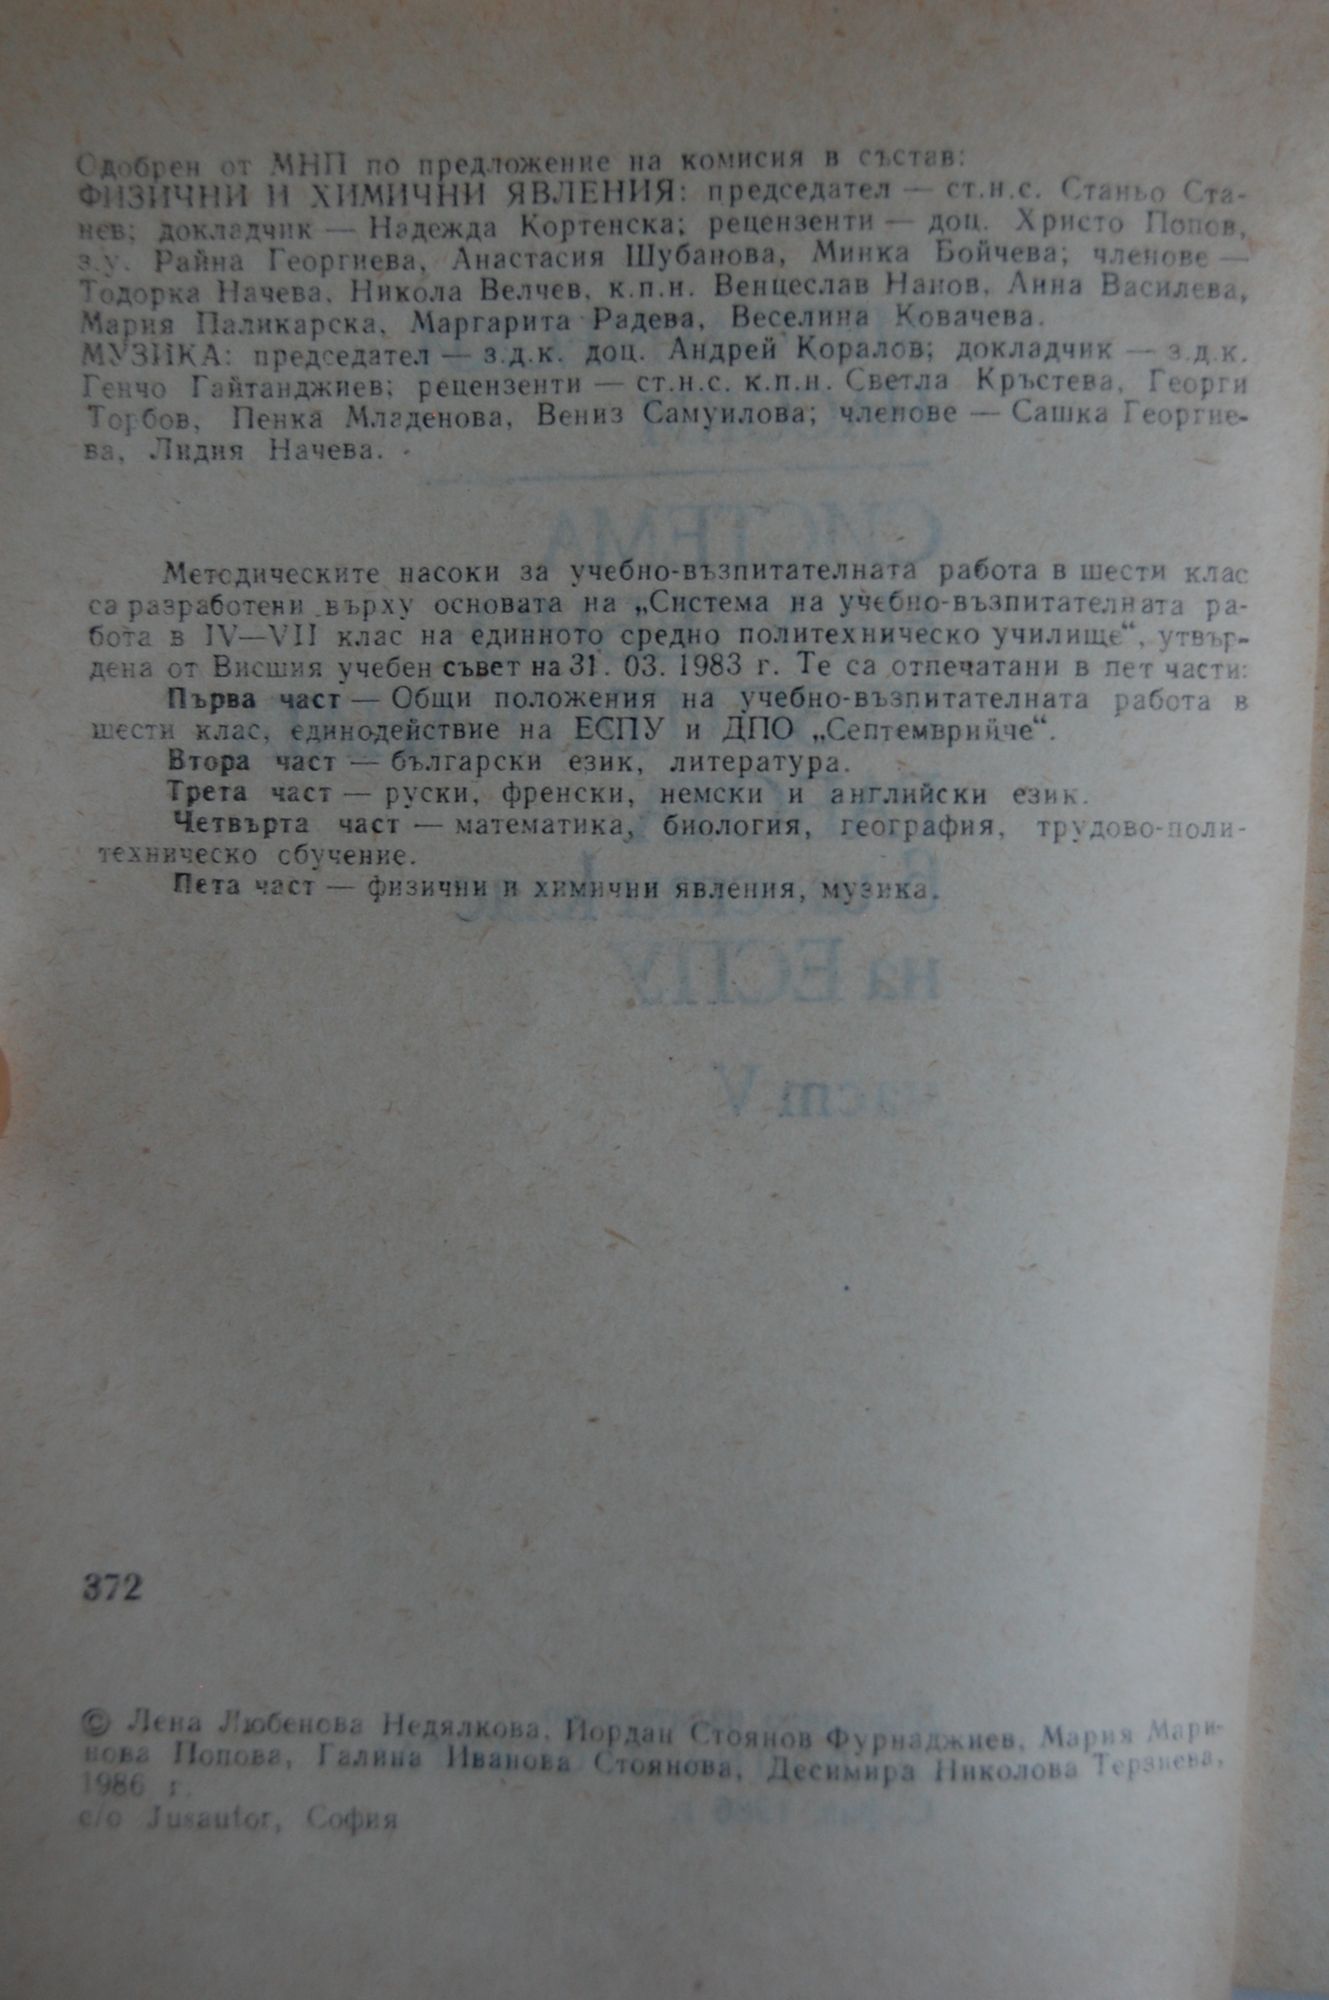 Одобрен от МНП по предложение на комисия в състав:
ФИЗИЧНИ И ХИМИЧНИ ЯВЛЕНИЯ: председател — ст.н.с. Станьо Ста-
нев; докладчик — Надежда Кортенска; рецензенти — доц. Христо Попов,
з.у. Райна Георгиева, Анастасия Шубанова, Минка Бойчева; членове —
Тодорка Начева, Никола Велчев, к.п.н. Венцеслав Нанов, Анна Василева,
Мария Паликарска, Маргарита Радева, Веселина Ковачева.
МУЗИКА: председател — з.д.к. доц. Андрей Коралов; докладчик — з.д.к.
Генчо Гайтанджиев; рецензенти — ст.н.с. к.п.н. Светла Кръстева, Георги
Торбов, Пенка Младенова, Вениз Самуилова; членове — Сашка Георгие-
ва, Лидия Начева.
Методическите насоки за учебно-възпитателната работа в шести клас
са разработени върху основата на „Система на учебно-възпитателната ра-
бота в IV—VII клас на единното средно политехническо училище“, утвър-
дена от Висшия учебен съвет на 31. 03. 1983 г. Те са отпечатани в пет части:
Първа част — Общи положения на учебно-възпитателната работа в
шести клас, единодействие на ЕСПУ и ДПО „Септемврийче“.
Втора част — български език, литература.
Трета част — руски, френски, немски и английски език.
Четвърта част — математика, биология, география, трудово-поли-
техническо обучение.
Пета част — физични и химични явления, музика.
372
© Лена Любенова Недялкова, Йордан Стоянов Фурнаджиев, Мария Мари-
нова Попова, Галина Иванова Стоянова, Десимира Николова Терзиева,
1986 г.
c/o Jusautor, София